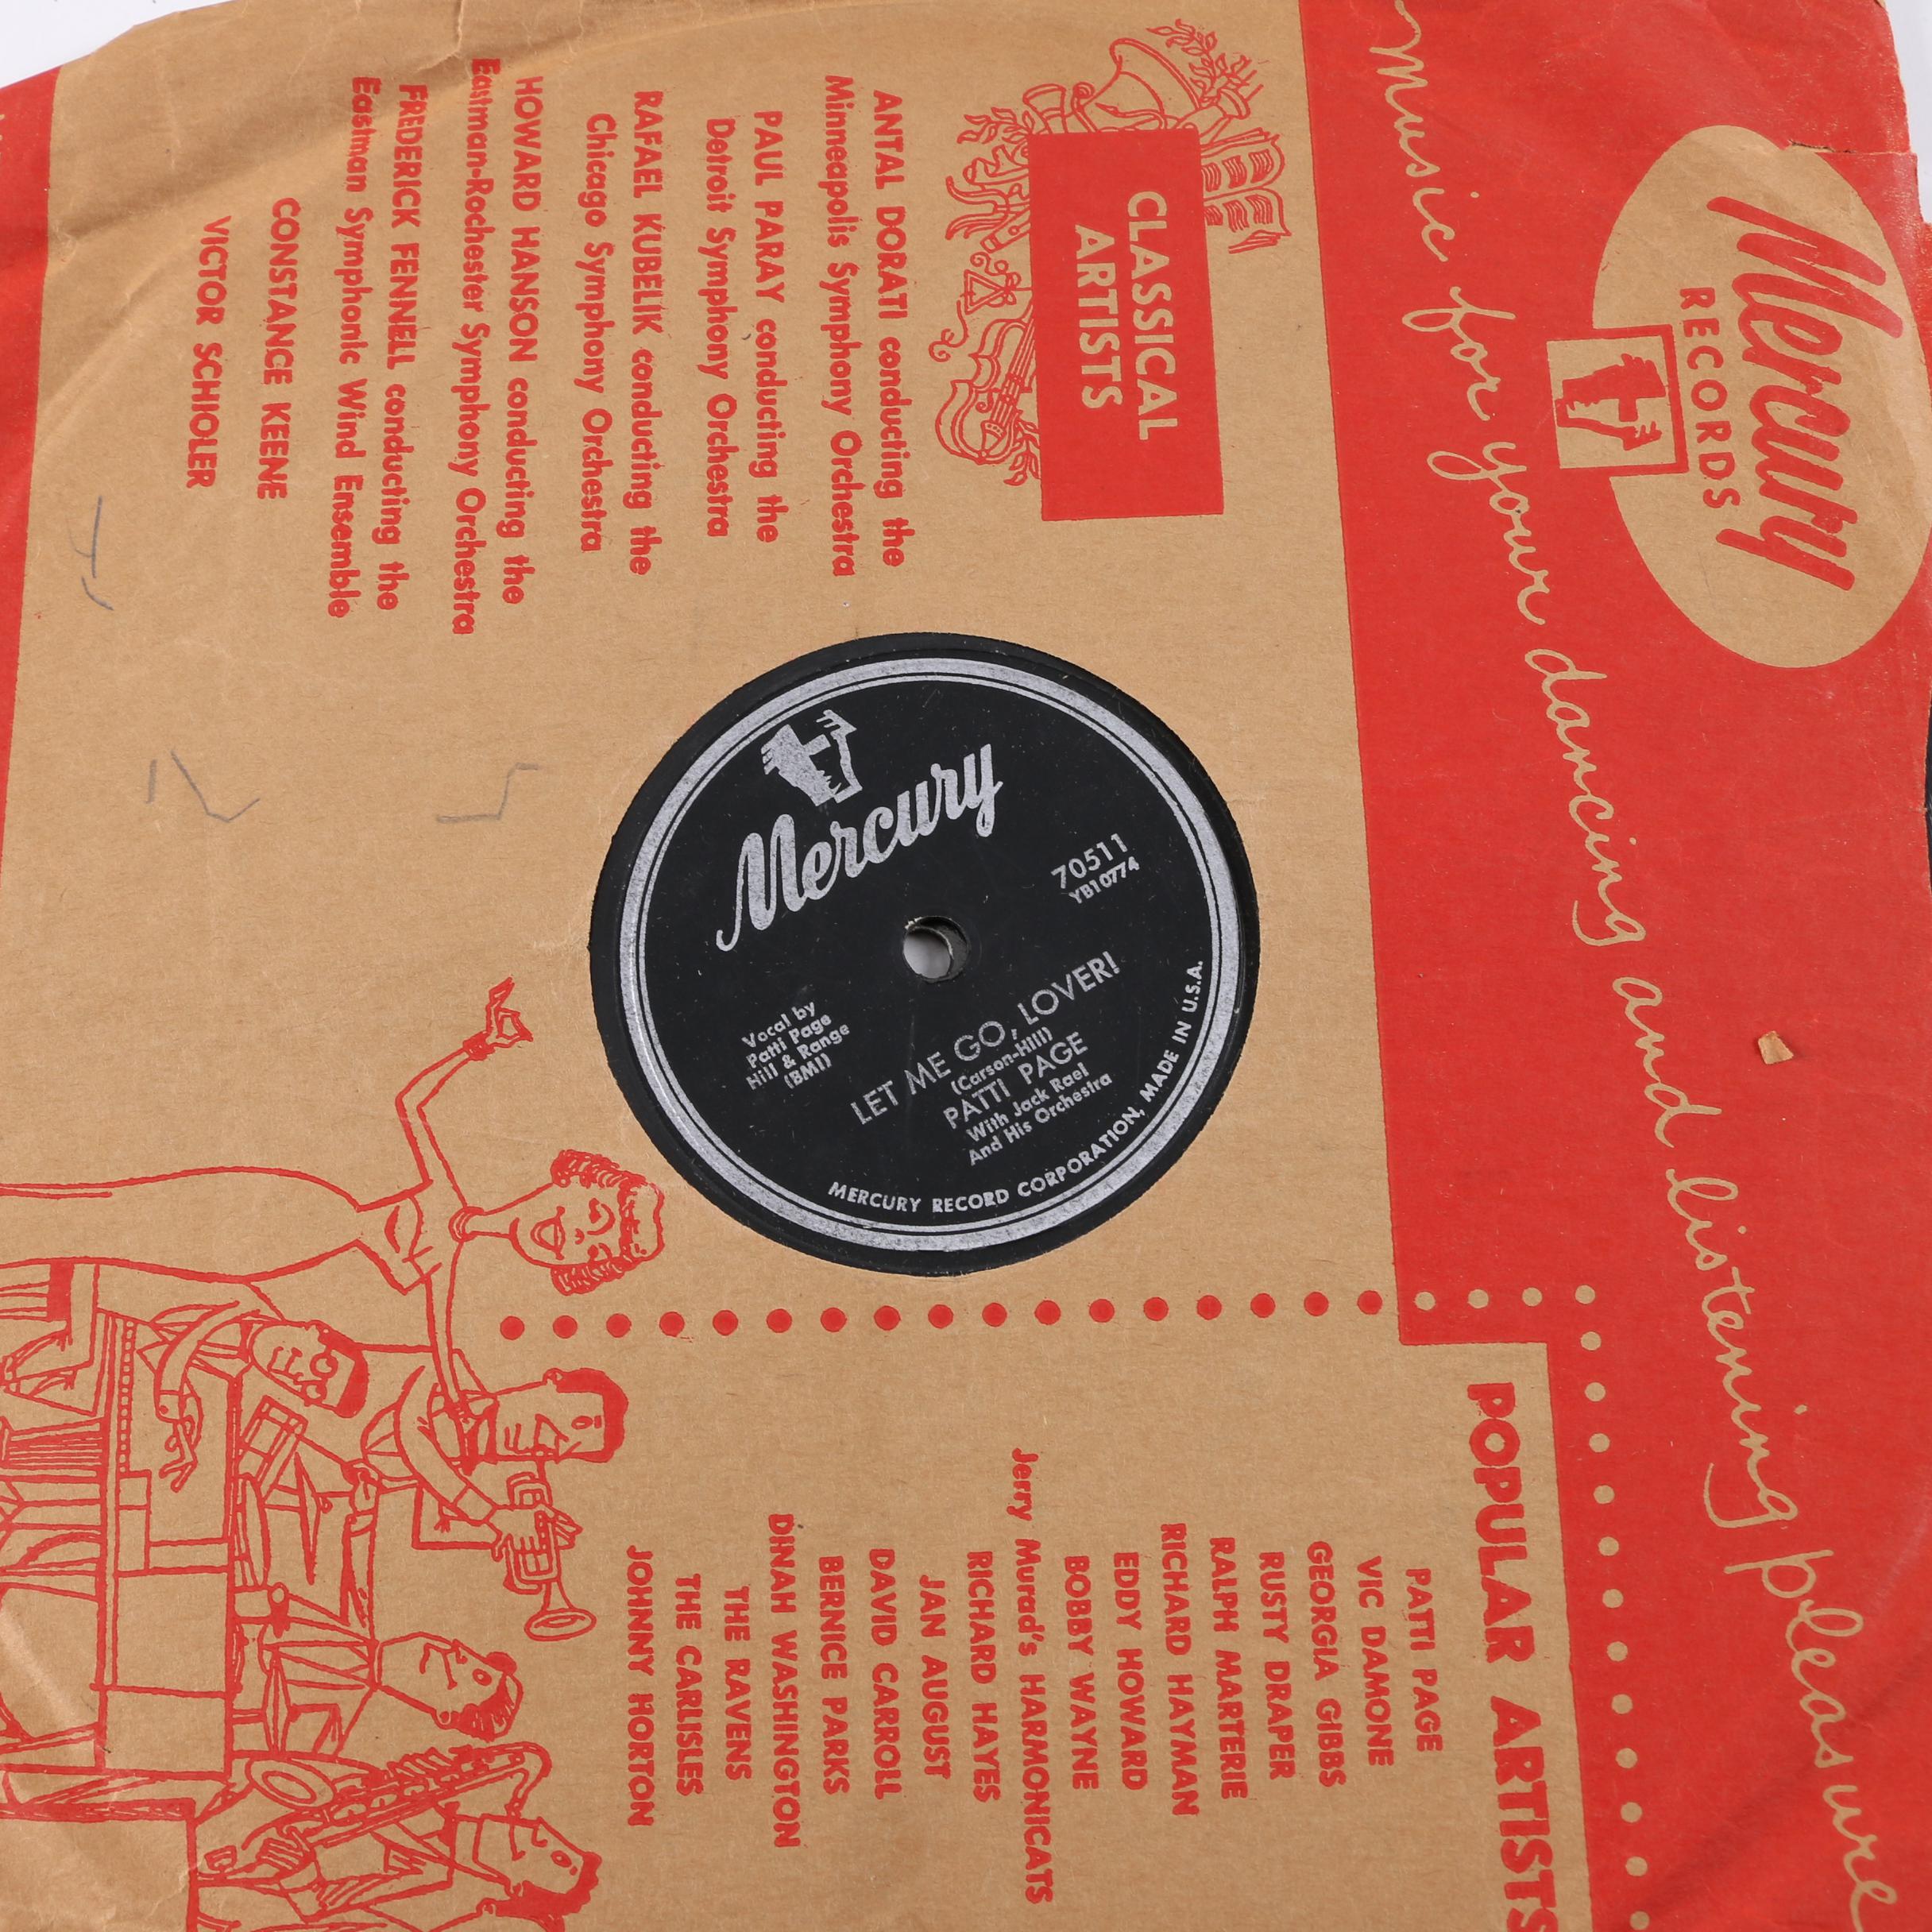 Mercury
RECORDS
Music for your dancing and listening pleasure
CLASSICAL
ARTISTS
ANTAL DORATI conducting the
Minneapolis Symphony Orchestra
PAUL PARAY conducting the
Detroit Symphony Orchestra
RAFAEL KUBELIK conducting the
Chicago Symphony Orchestra
HOWARD HANSON conducting the
Eastman-Rochester Symphony Orchestra
FREDERICK FENNELL conducting the
Eastman Symphonic Wind Ensemble
CONSTANCE KEENE
VICTOR SCHIOLER
POPULAR ARTISTS
PATTI PAGE
VIC DAMONE
GEORGIA GIBBS
RUSTY DRAPER
RALPH MARTERIE
RICHARD HAYMAN
EDDY HOWARD
BOBBY WAYNE
Jerry Murad's HARMONICATS
RICHARD HAYES
JAN AUGUST
DAVID CARROLL
BERNICE PARKS
DINAH WASHINGTON
THE RAVENS
THE CARLISLES
JOHNNY HORTON
Mercury
70511
YB10774
Vocal by
Patti Page
Hill & Range
(BMI)
LET ME GO, LOVER!
(Carson-Hill)
PATTI PAGE
With Jack Rael
And His Orchestra
MERCURY RECORD CORPORATION, MADE IN U.S.A.